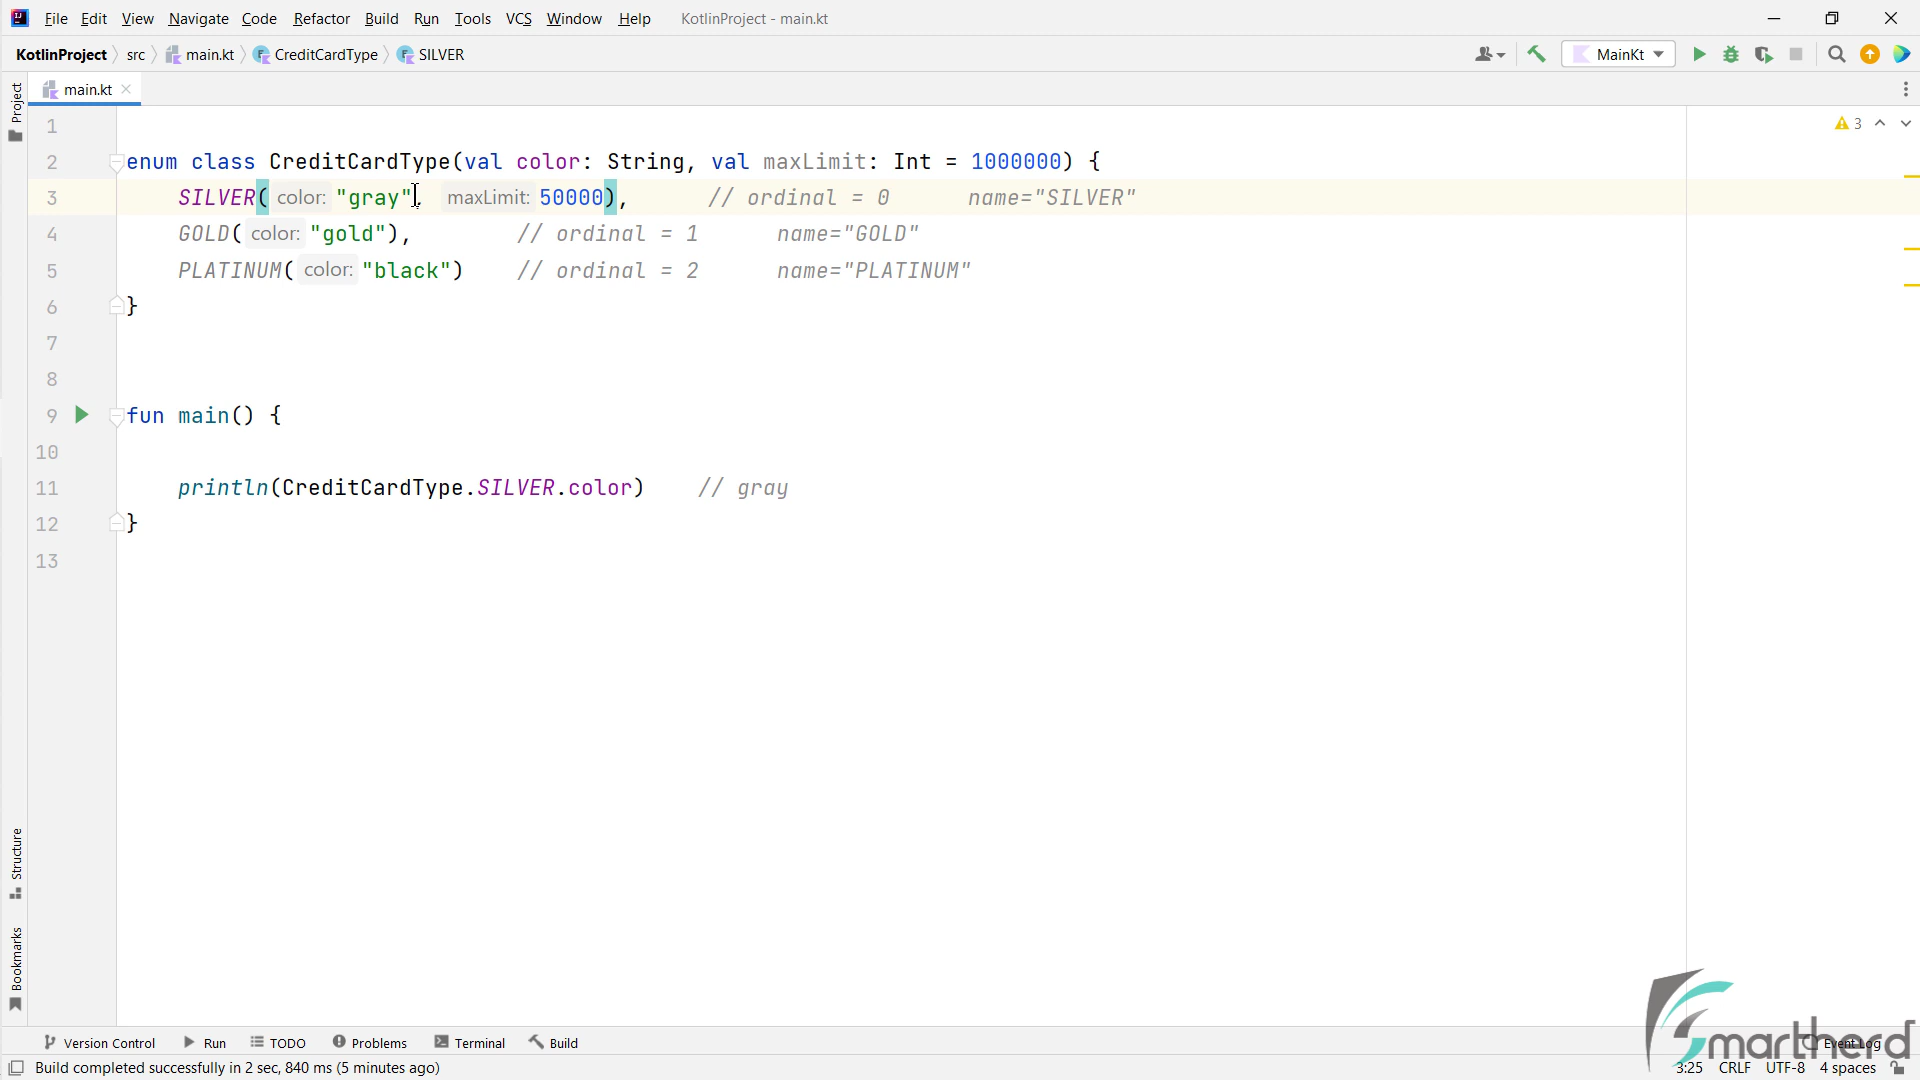 File Edit View Navigate Code Refactor Build Run Tools VCS Window Help KotlinProject - main.kt
KotlinProject src main.kt CreditCardType SILVER MainKt
Project
main.kt
3
1
2 enum class CreditCardType(val color: String, val maxLimit: Int = 1000000) {
3 SILVER( color: "gray", maxLimit: 50000), // ordinal = 0 name="SILVER"
4 GOLD( color: "gold"), // ordinal = 1 name="GOLD"
5 PLATINUM( color: "black") // ordinal = 2 name="PLATINUM"
6 }
7
8
9 fun main() {
10
11 println(CreditCardType.SILVER.color) // gray
12 }
13
Structure
Bookmarks
Version Control Run TODO Problems Terminal Build Event Log
smartherd
Build completed successfully in 2 sec, 840 ms (5 minutes ago) 3:25 CRLF UTF-8 4 spaces